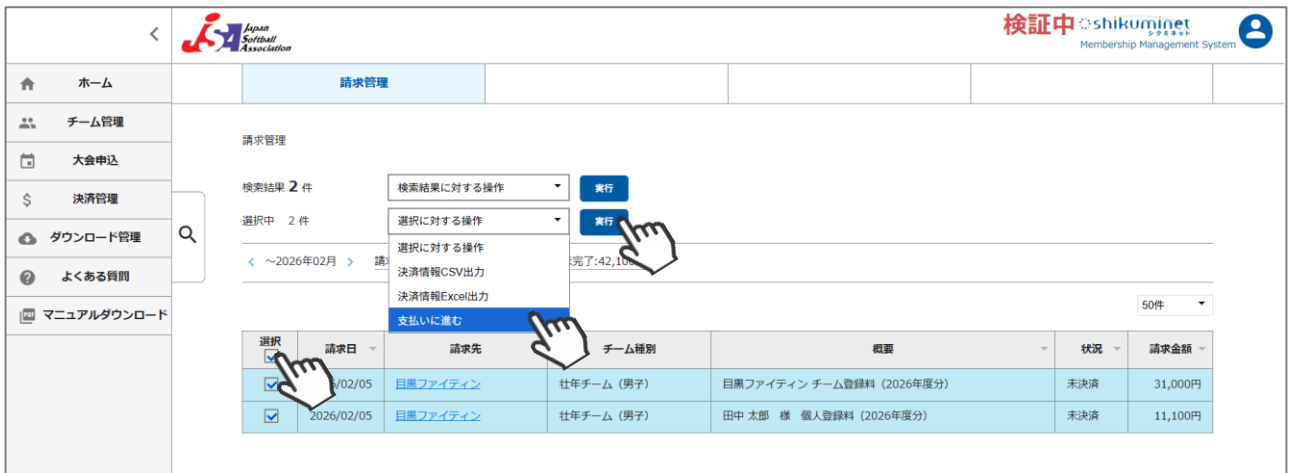 Japan
Softball
Association
検証中
shikuminet
シクミネット
Membership Management System
ホーム
チーム管理
大会申込
決済管理
ダウンロード管理
よくある質問
マニュアルダウンロード
請求管理
請求管理
検索結果 2 件
検索結果に対する操作
実行
選択中 2 件
選択に対する操作
実行
選択に対する操作
決済情報CSV出力
決済情報Excel出力
支払いに進む
～2026年02月
完了:42,10
50件
選択 請求日 請求先 チーム種別 概要 状況 請求金額
/02/05 目黒ファイティン 壮年チーム（男子） 目黒ファイティン チーム登録料（2026年度分） 未決済 31,000円
2026/02/05 目黒ファイティン 壮年チーム（男子） 田中 太郎 様 個人登録料（2026年度分） 未決済 11,100円